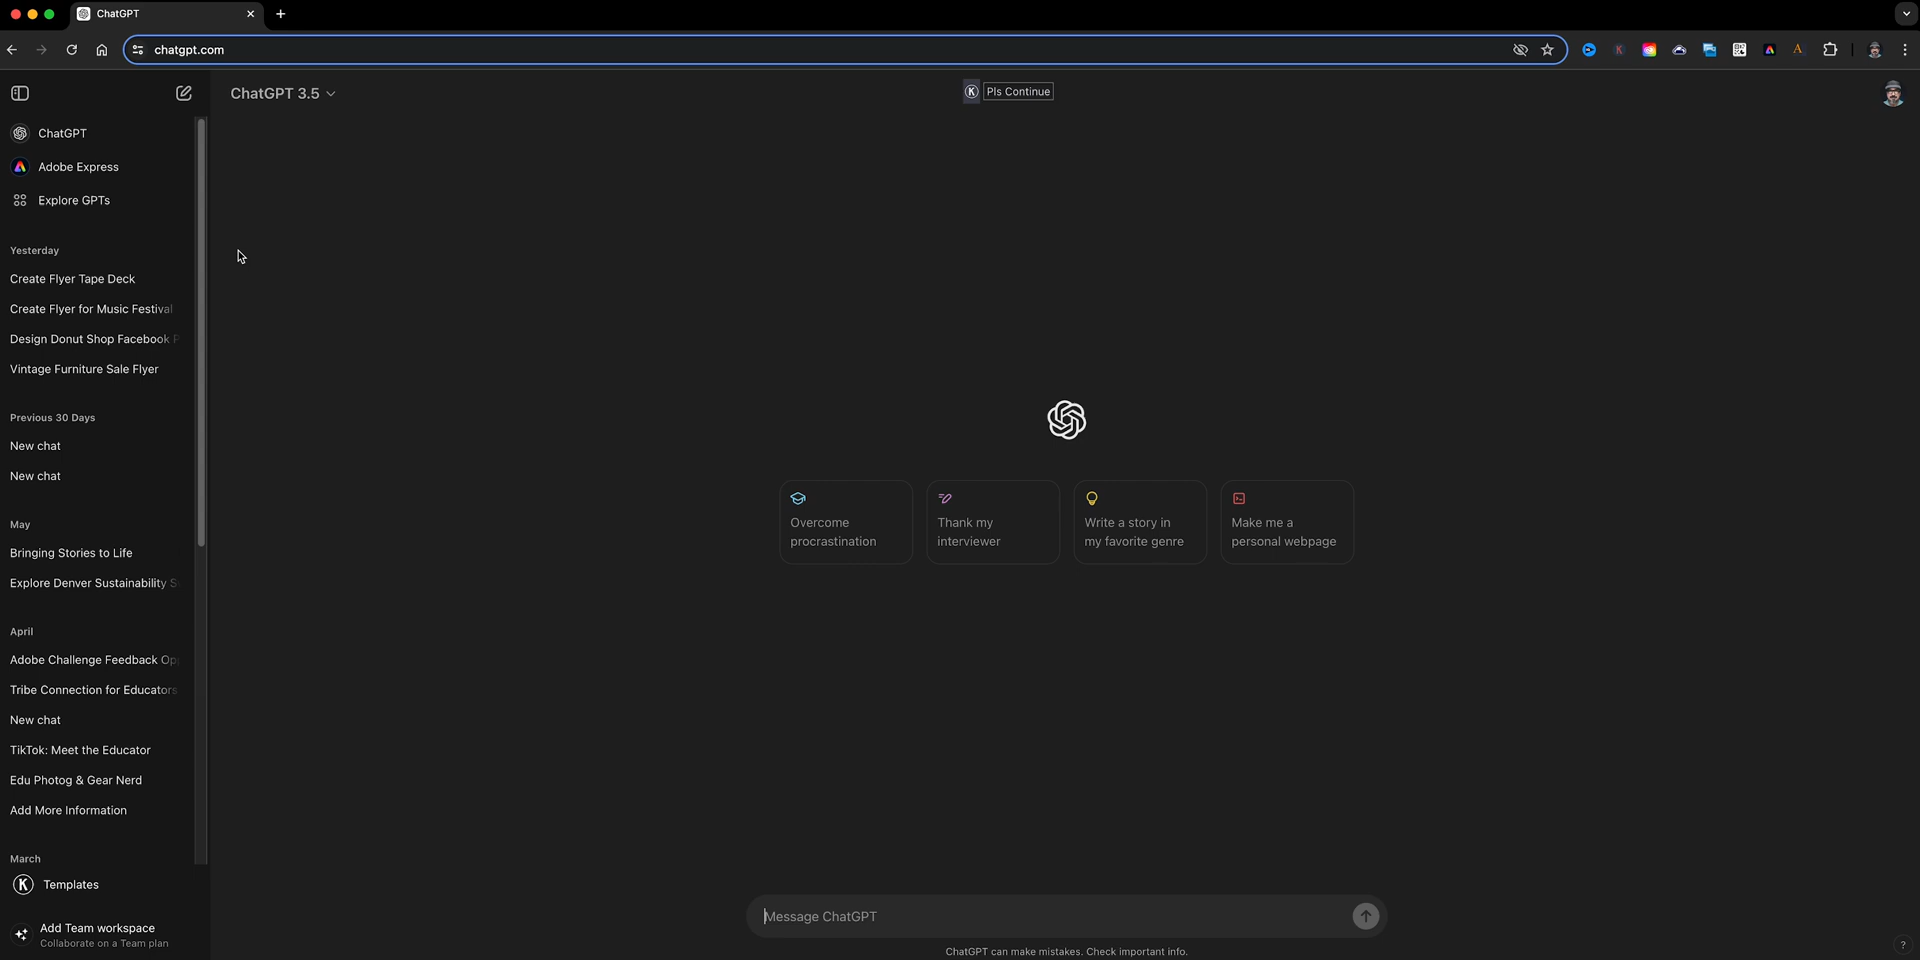 ChatGPT
chatgpt.com
ChatGPT 3.5
K Pls Continue
ChatGPT
Adobe Express
Explore GPTs
Yesterday
Create Flyer Tape Deck
Create Flyer for Music Festival
Design Donut Shop Facebook P
Vintage Furniture Sale Flyer
Previous 30 Days
New chat
New chat
May
Bringing Stories to Life
Explore Denver Sustainability S
April
Adobe Challenge Feedback Op
Tribe Connection for Educators
New chat
TikTok: Meet the Educator
Edu Photog & Gear Nerd
Add More Information
March
K Templates
Add Team workspace
Collaborate on a Team plan
Overcome
procrastination
Thank my
interviewer
Write a story in
my favorite genre
Make me a
personal webpage
Message ChatGPT
ChatGPT can make mistakes. Check important info.
?